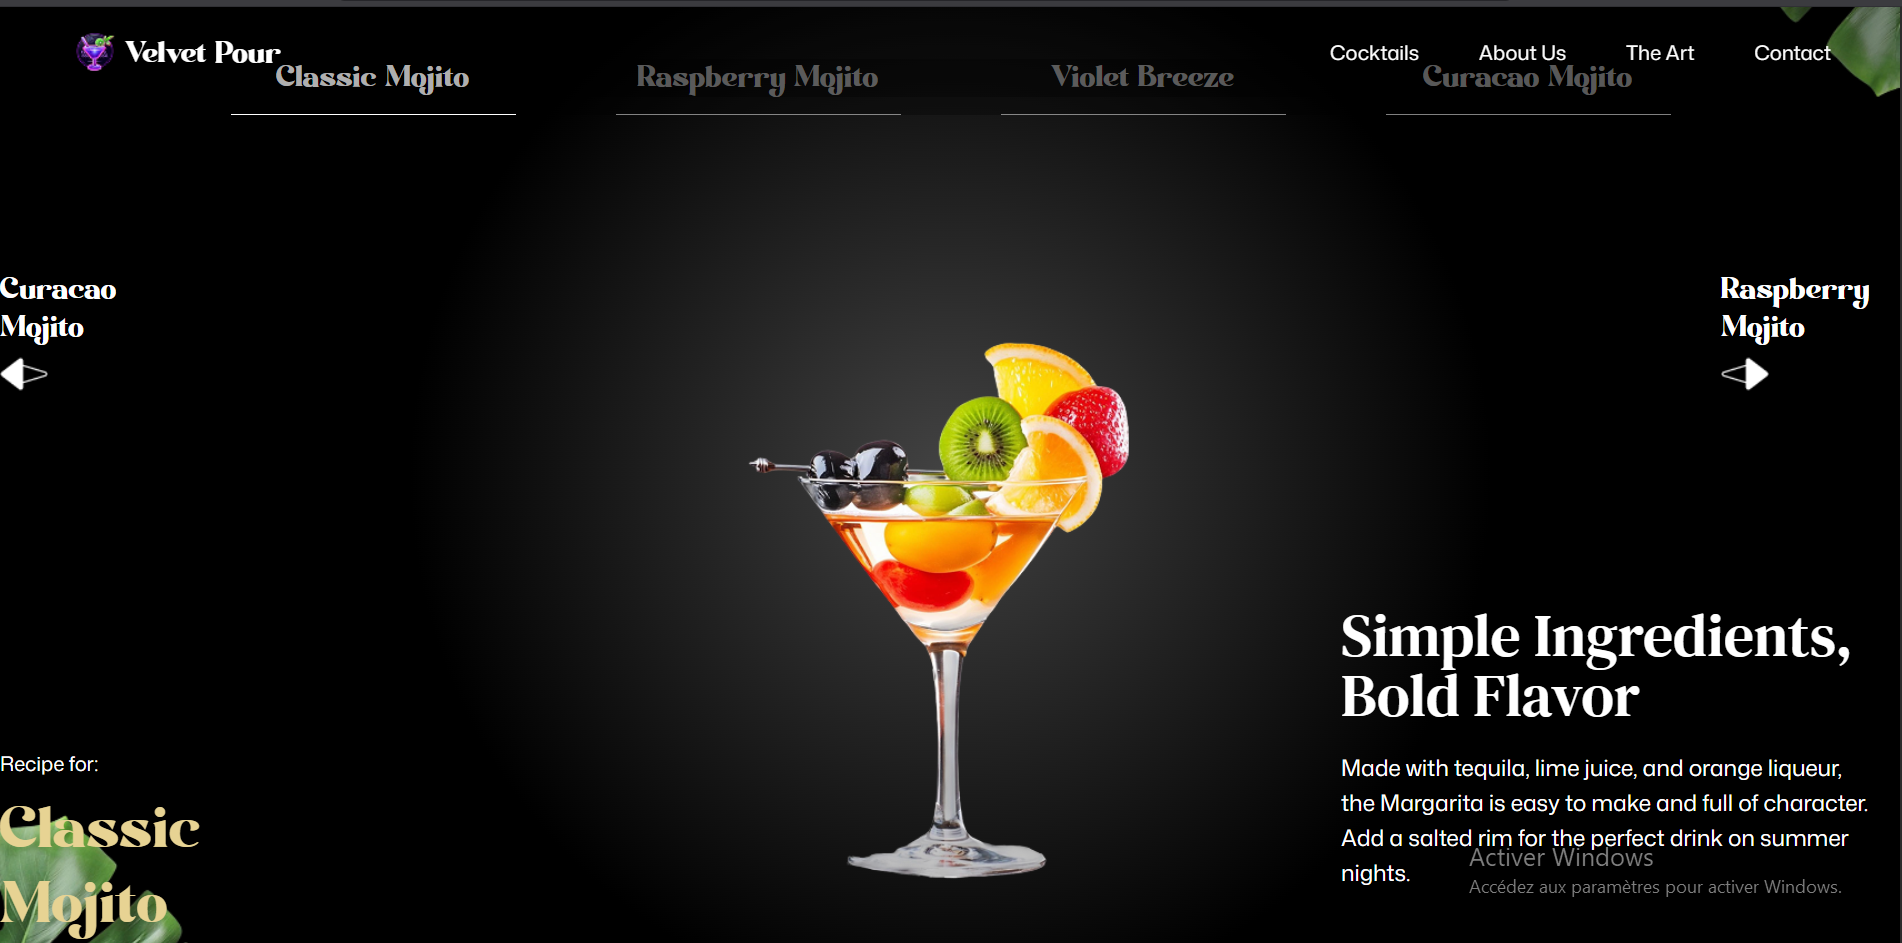 Velvet Pour
Cocktails
About Us
The Art
Contact
Classic Mojito
Raspberry Mojito
Violet Breeze
Curacao Mojito
Curacao
Mojito
Raspberry
Mojito
Simple Ingredients,
Bold Flavor
Recipe for:
Classic
Mojito
Made with tequila, lime juice, and orange liqueur,
the Margarita is easy to make and full of character.
Add a salted rim for the perfect drink on summer
nights.
Activer Windows
Accédez aux paramètres pour activer Windows.